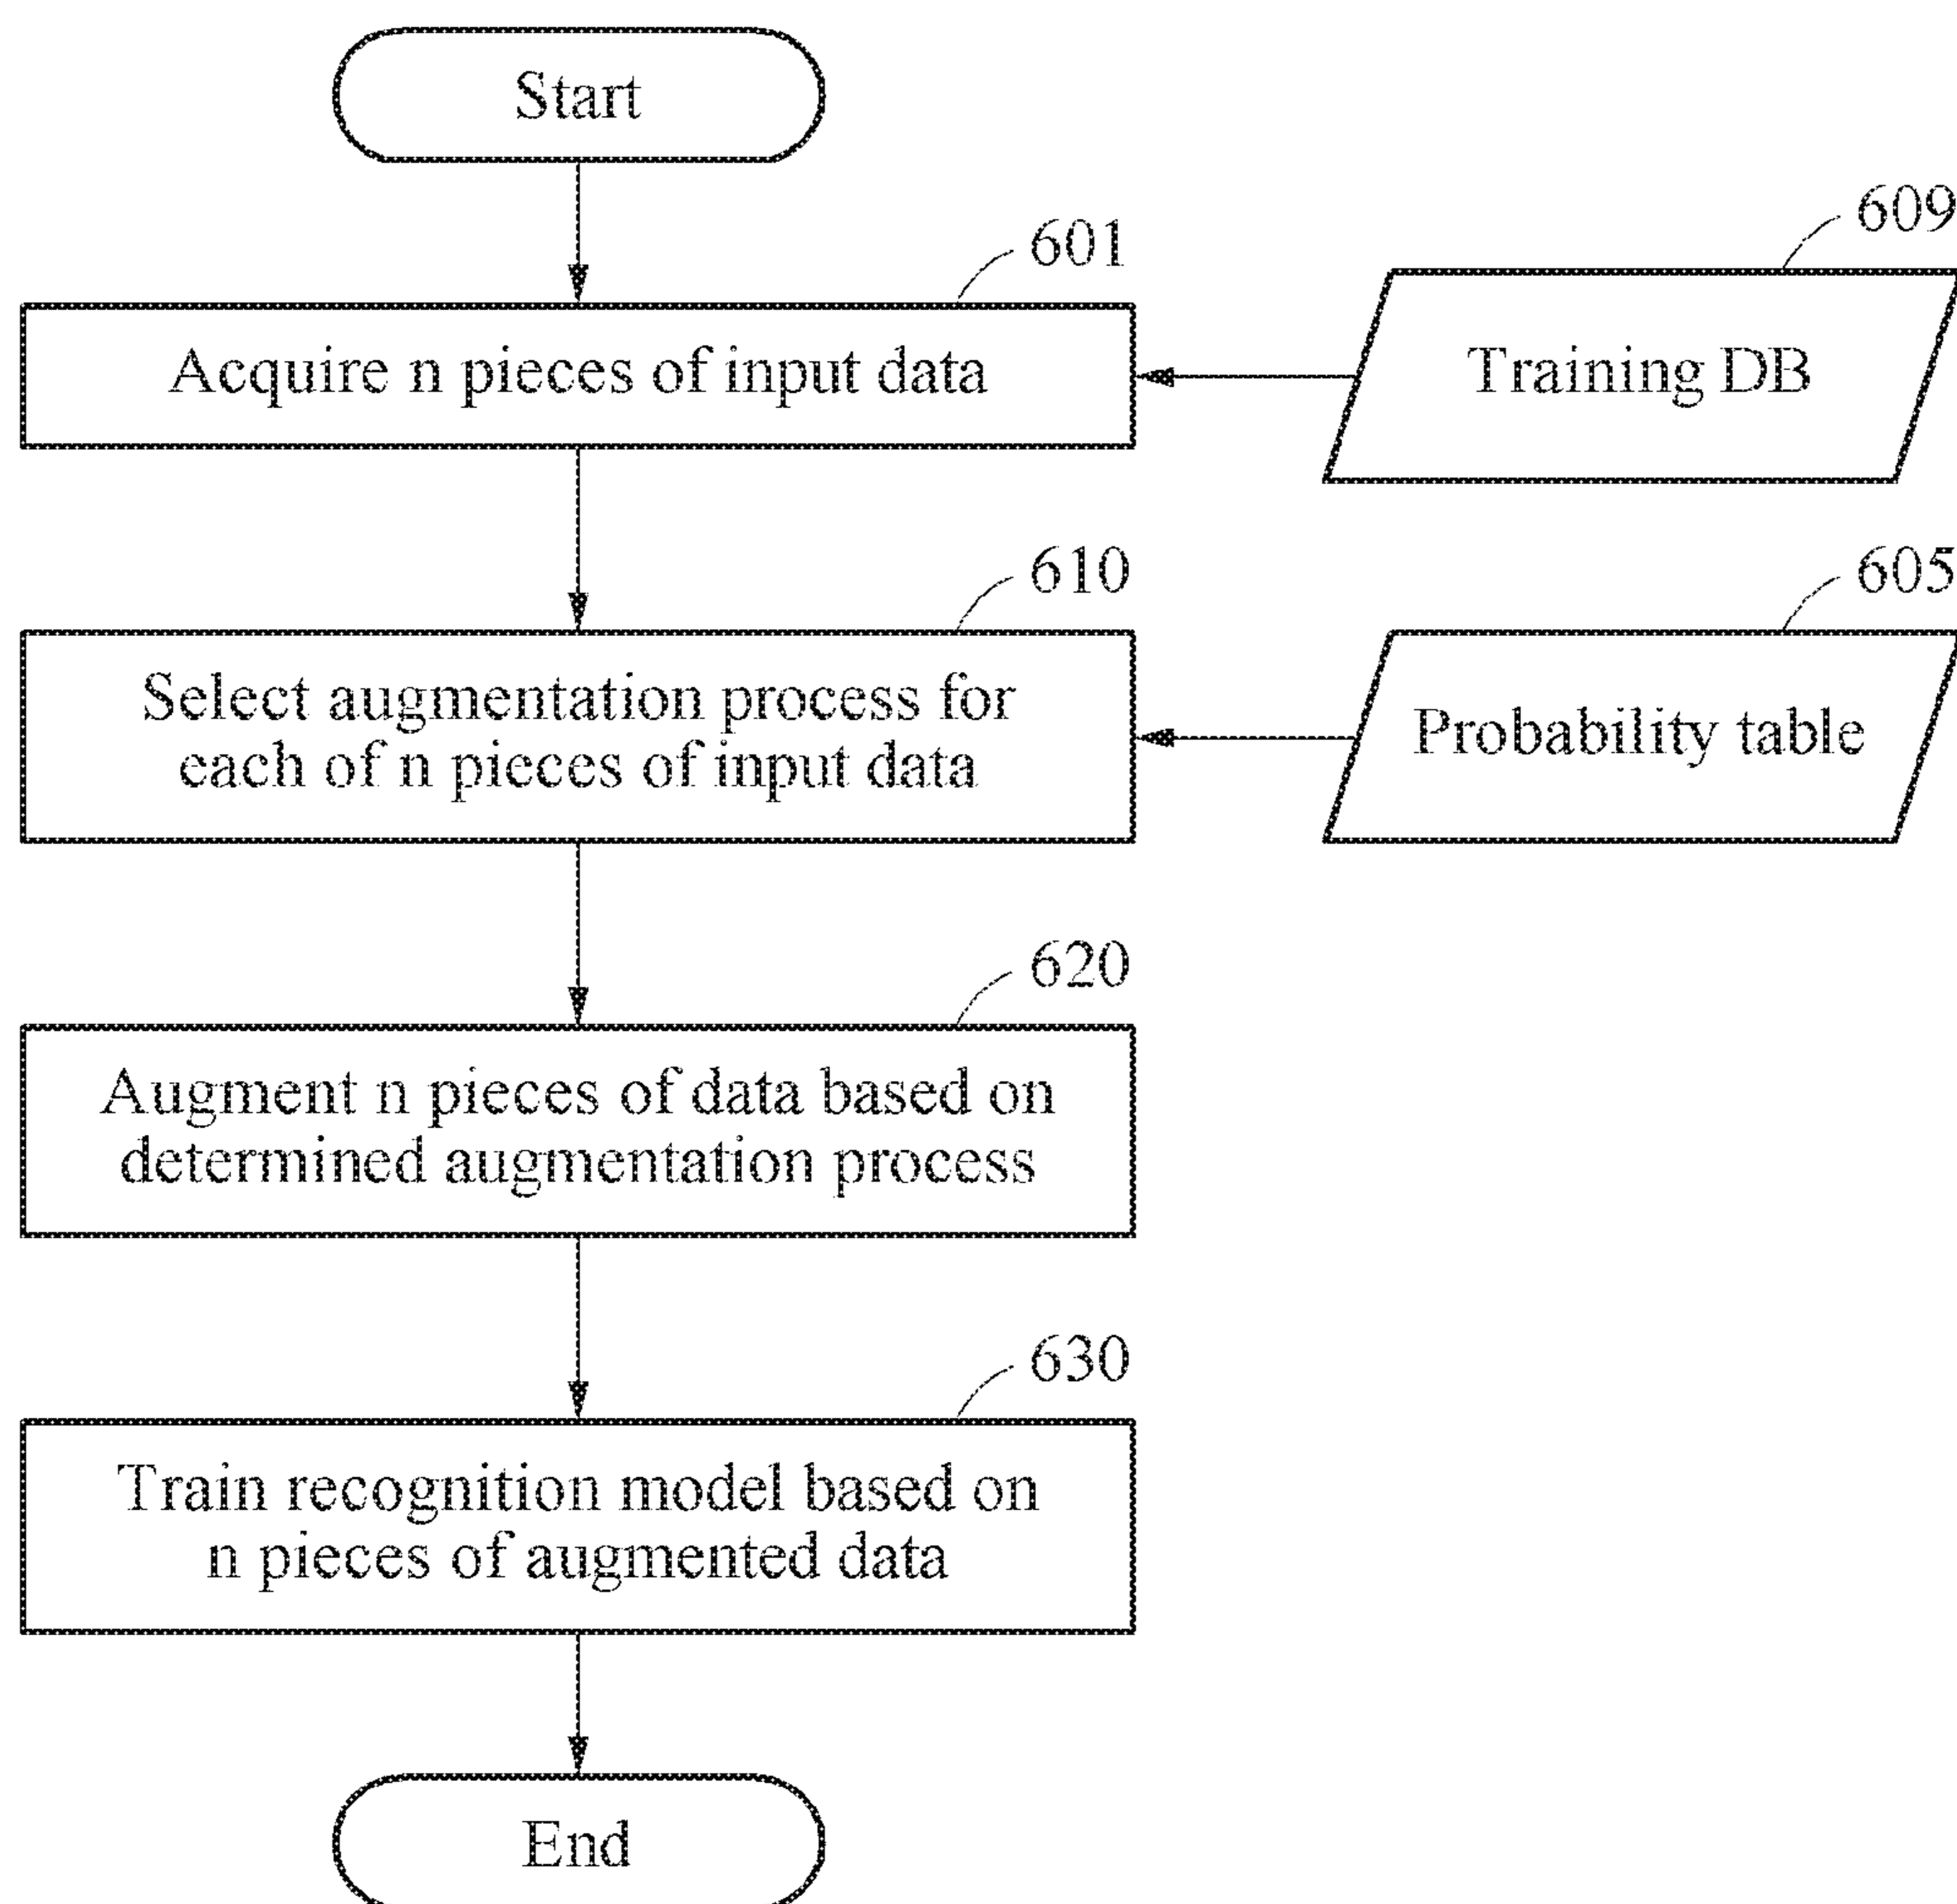 Start
601
609
Acquire n pieces of input data
Training DB
610
605
Select augmentation process for
each of n pieces of input data
Probability table
620
Augment n pieces of data based on
determined augmentation process
630
Train recognition model based on
n pieces of augmented data
End